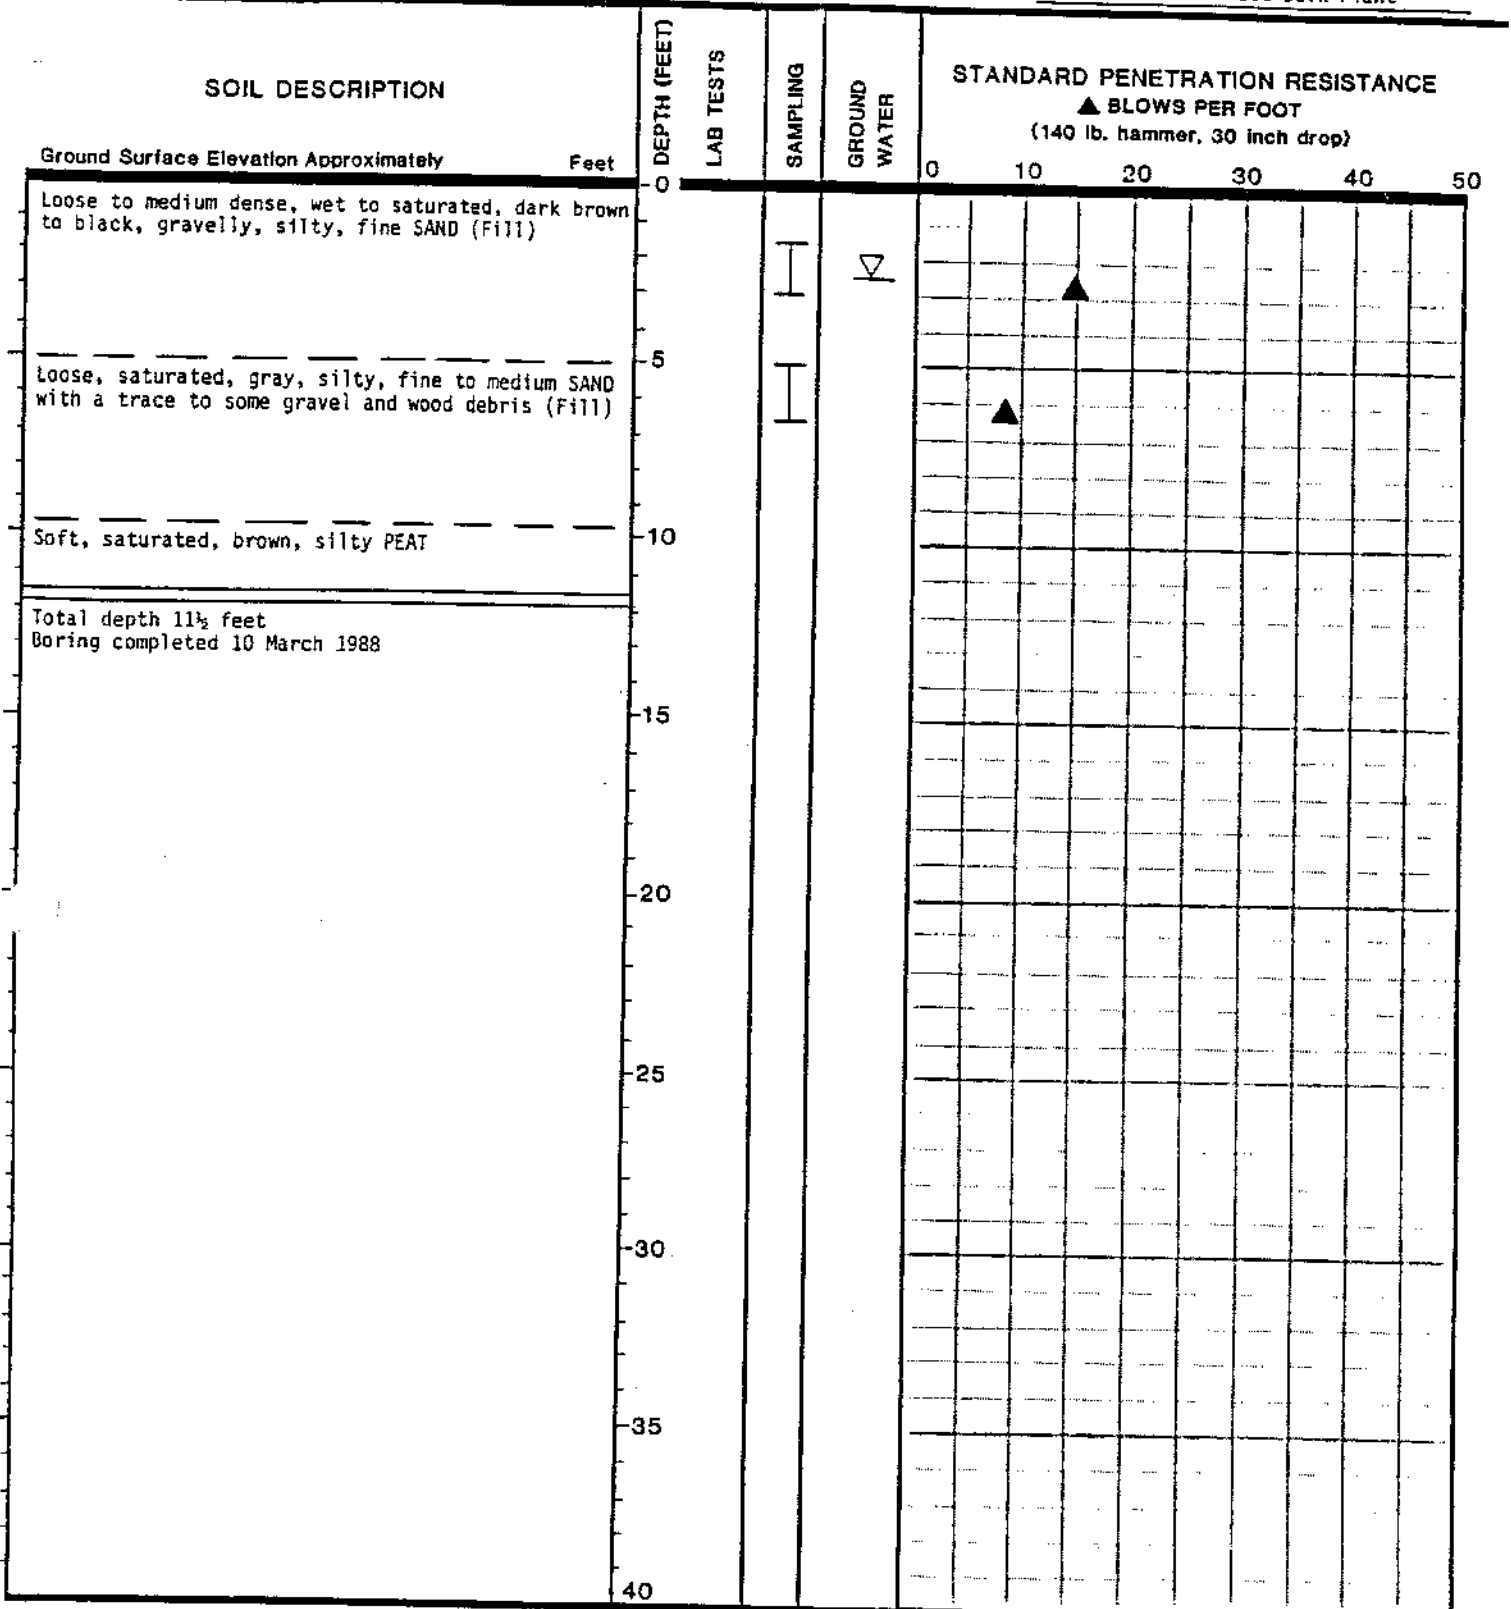 SOIL DESCRIPTION
Ground Surface Elevation Approximately Feet
DEPTH (FEET)
LAB TESTS
SAMPLING
GROUND
WATER
STANDARD PENETRATION RESISTANCE
▲ BLOWS PER FOOT
(140 lb. hammer, 30 inch drop)
0 10 20 30 40 50
0
Loose to medium dense, wet to saturated, dark brown
to black, gravelly, silty, fine SAND (Fill)
5
Loose, saturated, gray, silty, fine to medium SAND
with a trace to some gravel and wood debris (Fill)
10
Soft, saturated, brown, silty PEAT
Total depth 11½ feet
Boring completed 10 March 1988
15
20
25
30
35
40